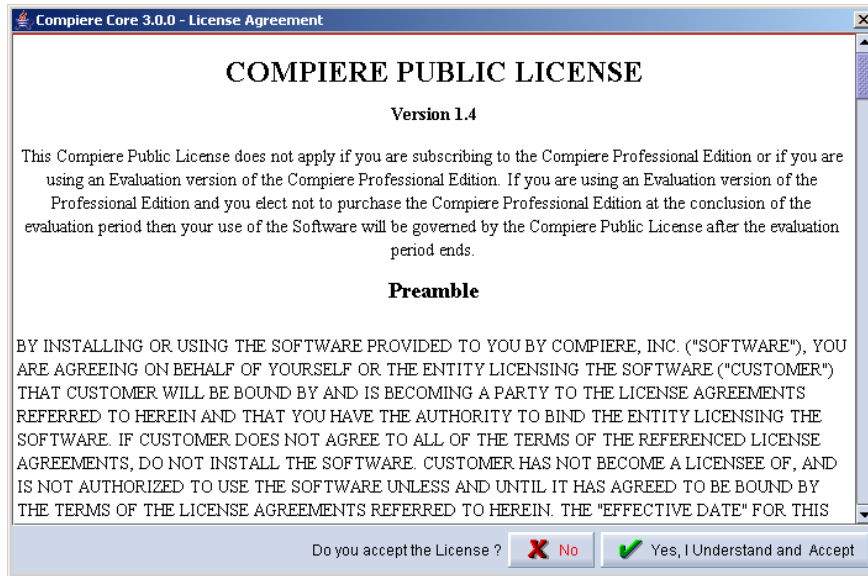 Compiere Core 3.0.0 - License Agreement
COMPIERE PUBLIC LICENSE
Version 1.4
This Compiere Public License does not apply if you are subscribing to the Compiere Professional Edition or if you are
using an Evaluation version of the Compiere Professional Edition. If you are using an Evaluation version of the
Professional Edition and you elect not to purchase the Compiere Professional Edition at the conclusion of the
evaluation period then your use of the Software will be governed by the Compiere Public License after the evaluation
period ends.
Preamble
BY INSTALLING OR USING THE SOFTWARE PROVIDED TO YOU BY COMPIERE, INC. ("SOFTWARE"), YOU
ARE AGREEING ON BEHALF OF YOURSELF OR THE ENTITY LICENSING THE SOFTWARE ("CUSTOMER")
THAT CUSTOMER WILL BE BOUND BY AND IS BECOMING A PARTY TO THE LICENSE AGREEMENTS
REFERRED TO HEREIN AND THAT YOU HAVE THE AUTHORITY TO BIND THE ENTITY LICENSING THE
SOFTWARE. IF CUSTOMER DOES NOT AGREE TO ALL OF THE TERMS OF THE REFERENCED LICENSE
AGREEMENTS, DO NOT INSTALL THE SOFTWARE. CUSTOMER HAS NOT BECOME A LICENSEE OF, AND
IS NOT AUTHORIZED TO USE THE SOFTWARE UNLESS AND UNTIL IT HAS AGREED TO BE BOUND BY
THE TERMS OF THE LICENSE AGREEMENTS REFERRED TO HEREIN. THE "EFFECTIVE DATE" FOR THIS
Do you accept the License ? No Yes, I Understand and Accept